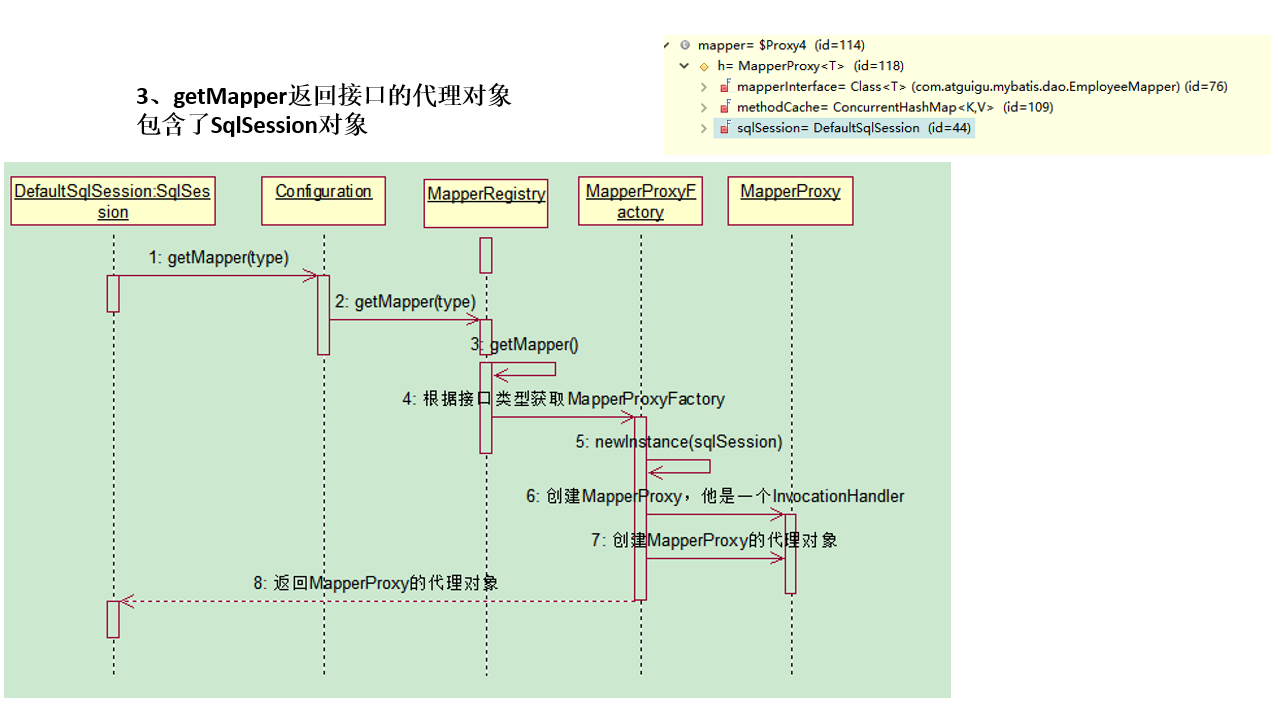 3、getMapper返回接口的代理对象
包含了SqlSession对象
mapper= $Proxy4 (id=114)
h= MapperProxy<T> (id=118)
mapperInterface= Class<T> (com.atguigu.mybatis.dao.EmployeeMapper) (id=76)
methodCache= ConcurrentHashMap<K,V> (id=109)
sqlSession= DefaultSqlSession (id=44)
DefaultSqlSession:SqlSes
sion
Configuration
MapperRegistry
MapperProxyF
actory
MapperProxy
1: getMapper(type)
2: getMapper(type)
3: getMapper()
4: 根据接口类型获取MapperProxyFactory
5: newInstance(sqlSession)
6: 创建MapperProxy，他是一个InvocationHandler
7: 创建MapperProxy的代理对象
8: 返回MapperProxy的代理对象